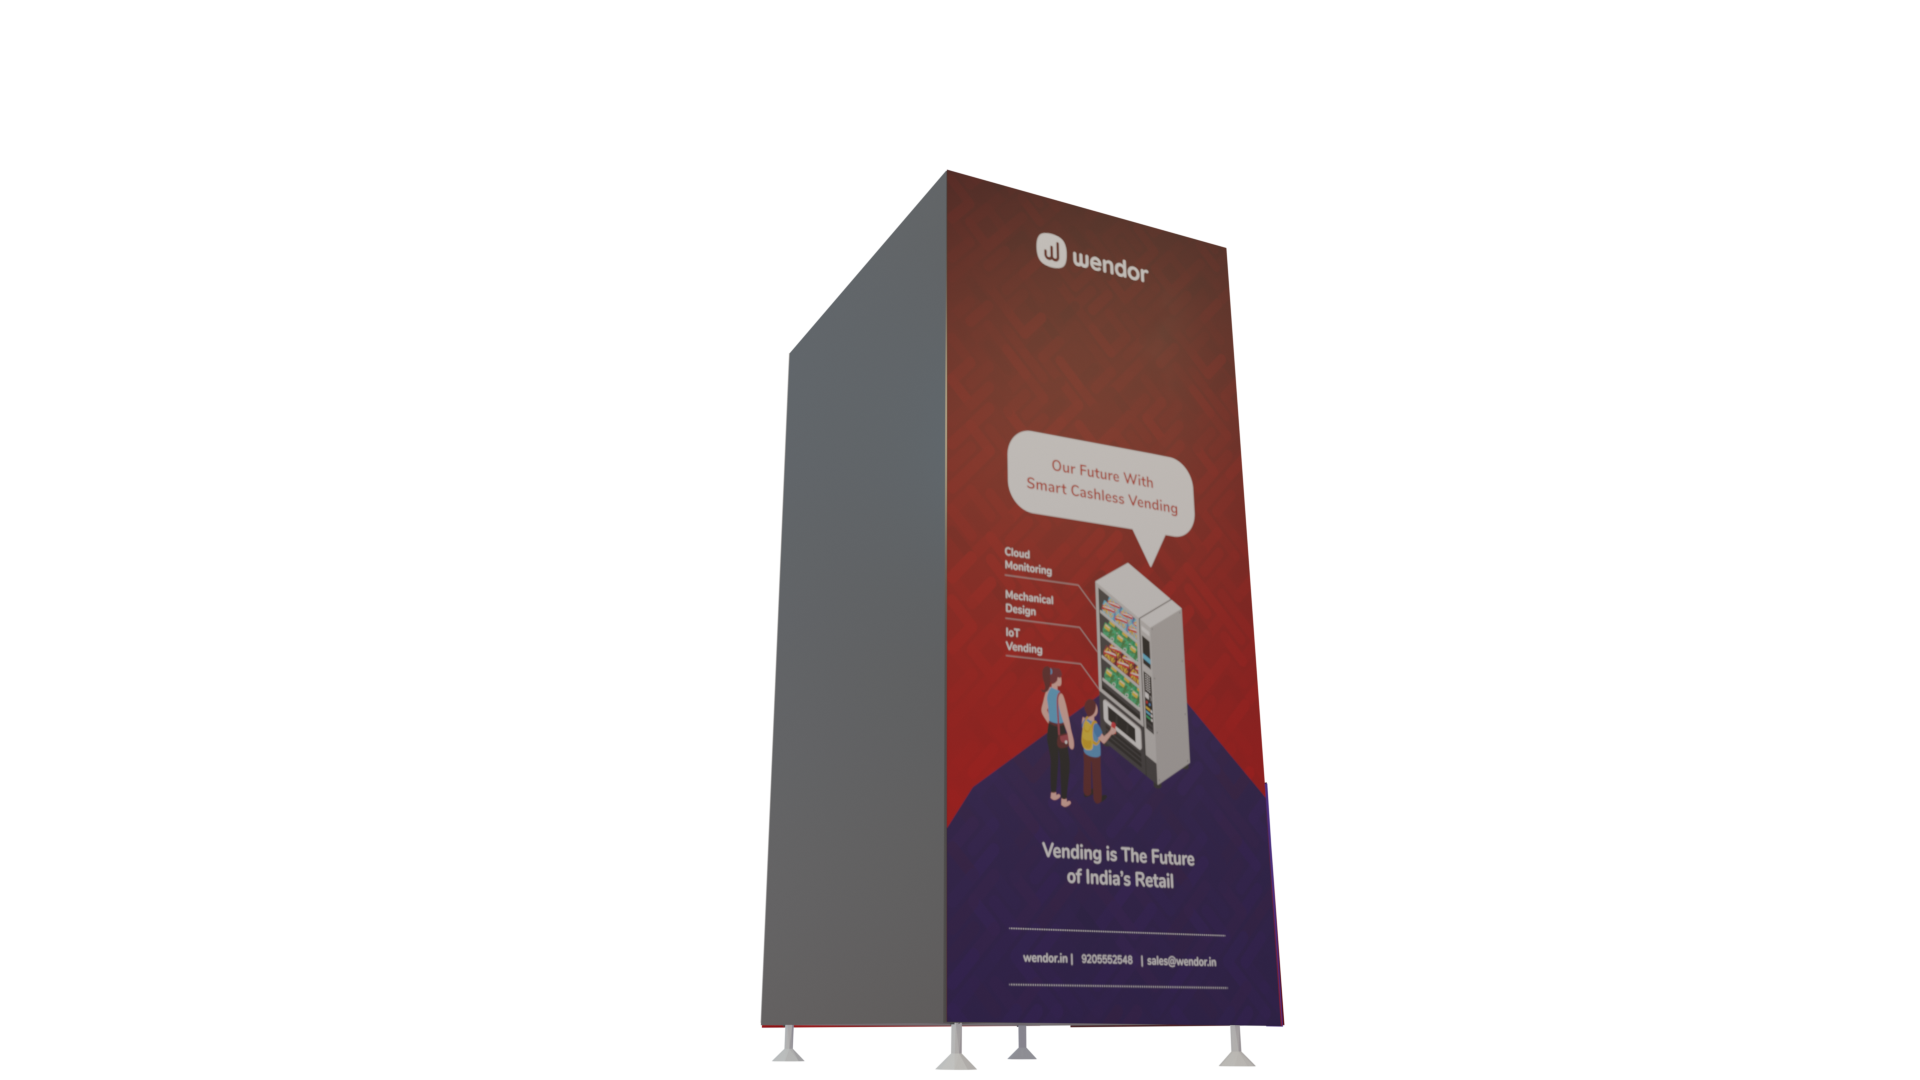 wendor
Our Future With
Smart Cashless Vending
Cloud
Monitoring
Mechanical
Design
IoT
Vending
Vending is The Future
of India's Retail
wendor.in | 9205552548 | sales@wendor.in